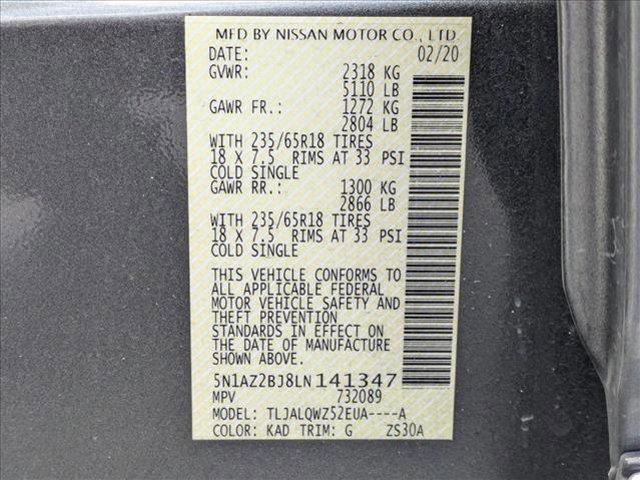 MFD BY NISSAN MOTOR CO., LTD.
DATE: 02/20
GVWR: 2318 KG
5110 LB
GAWR FR.: 1272 KG
2804 LB
WITH 235/65R18 TIRES
18 X 7.5 RIMS AT 33 PSI
COLD SINGLE
GAWR RR.: 1300 KG
2866 LB
WITH 235/65R18 TIRES
18 X 7.5 RIMS AT 33 PSI
COLD SINGLE
THIS VEHICLE CONFORMS TO
ALL APPLICABLE FEDERAL
MOTOR VEHICLE SAFETY AND
THEFT PREVENTION
STANDARDS IN EFFECT ON
THE DATE OF MANUFACTURE
SHOWN ABOVE
5N1AZ2BJ8LN141347
MPV 732089
MODEL: TLJALQWZ52EUA----A
COLOR: KAD TRIM: G ZS30A